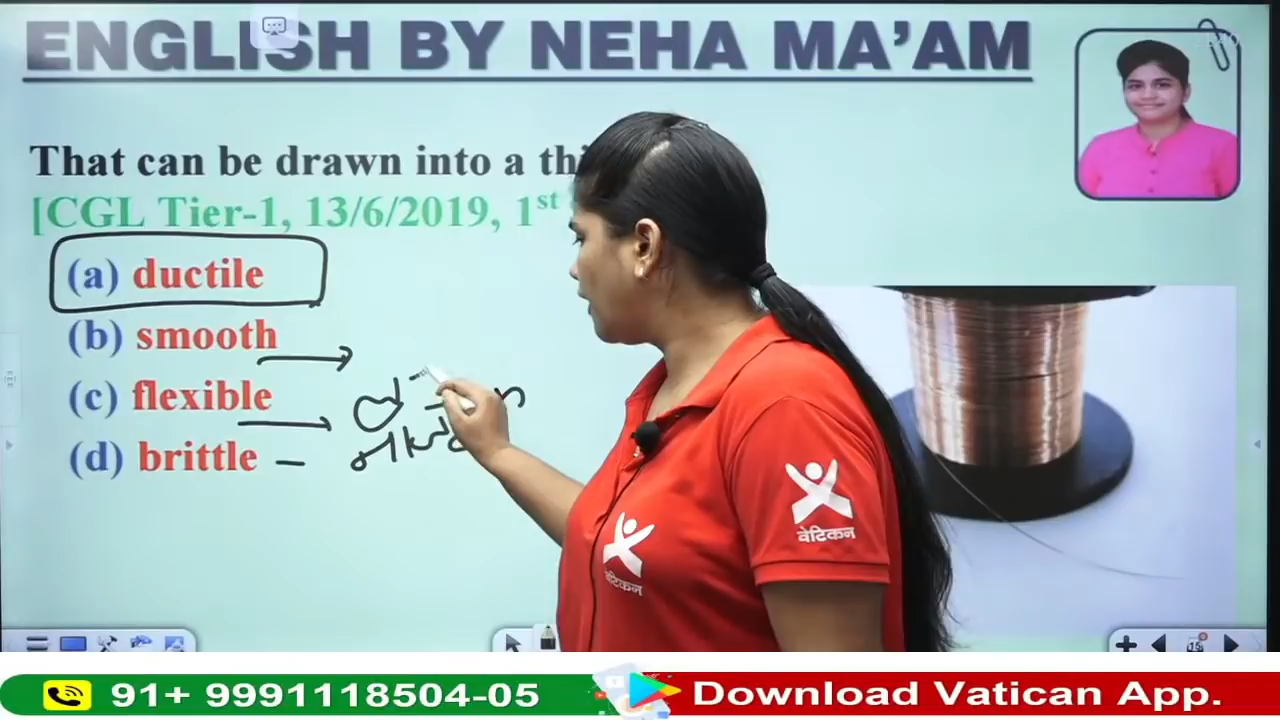 ENGLISH BY NEHA MA’AM
That can be drawn into a
[CGL Tier-1, 13/6/2019, 1st
(a) ductile
(b) smooth
(c) flexible
(d) brittle
वेटिकन
वेटिकन
15
91+ 9991118504-05
Download Vatican App.